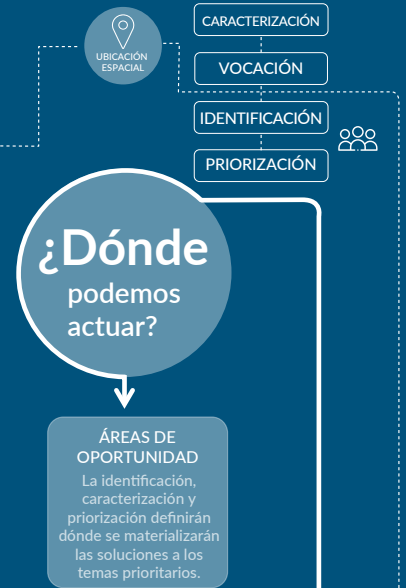 UBICACIÓN
ESPACIAL
CARACTERIZACIÓN
VOCACIÓN
IDENTIFICACIÓN
PRIORIZACIÓN
¿Dónde
podemos
actuar?
ÁREAS DE
OPORTUNIDAD
La identificación,
caracterización y
priorización definirán
dónde se materializarán
las soluciones a los
temas prioritarios.